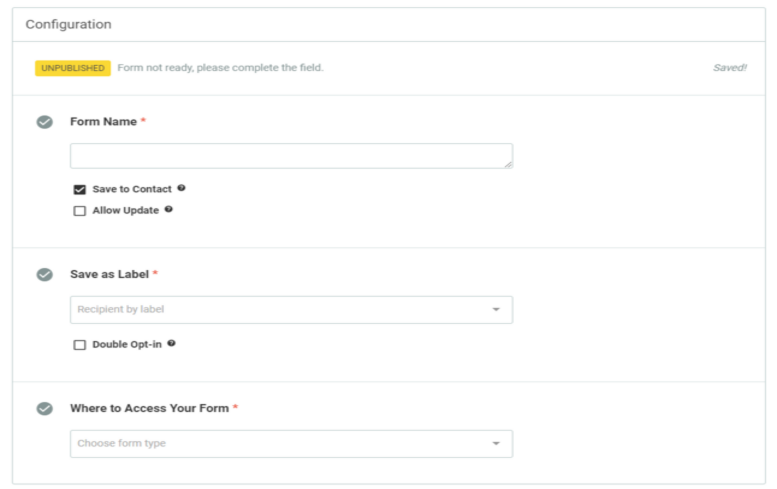 Configuration
UNPUBLISHED Form not ready, please complete the field. Saved!
Form Name *
Save to Contact ?
Allow Update ?
Save as Label *
Recipient by label
Double Opt-in ?
Where to Access Your Form *
Choose form type